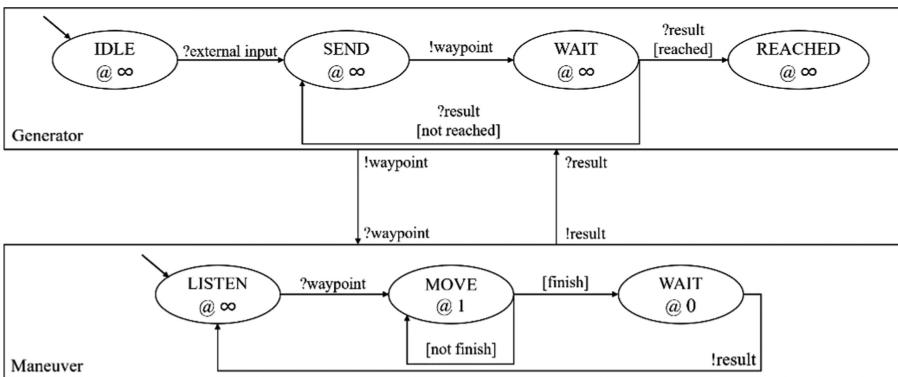 IDLE
@ ∞
?external input
SEND
@ ∞
!waypoint
WAIT
@ ∞
?result
[reached]
REACHED
@ ∞
?result
[not reached]
Generator
!waypoint
?result
?waypoint
!result
LISTEN
@ ∞
?waypoint
MOVE
@ 1
[finish]
WAIT
@ 0
[not finish]
!result
Maneuver